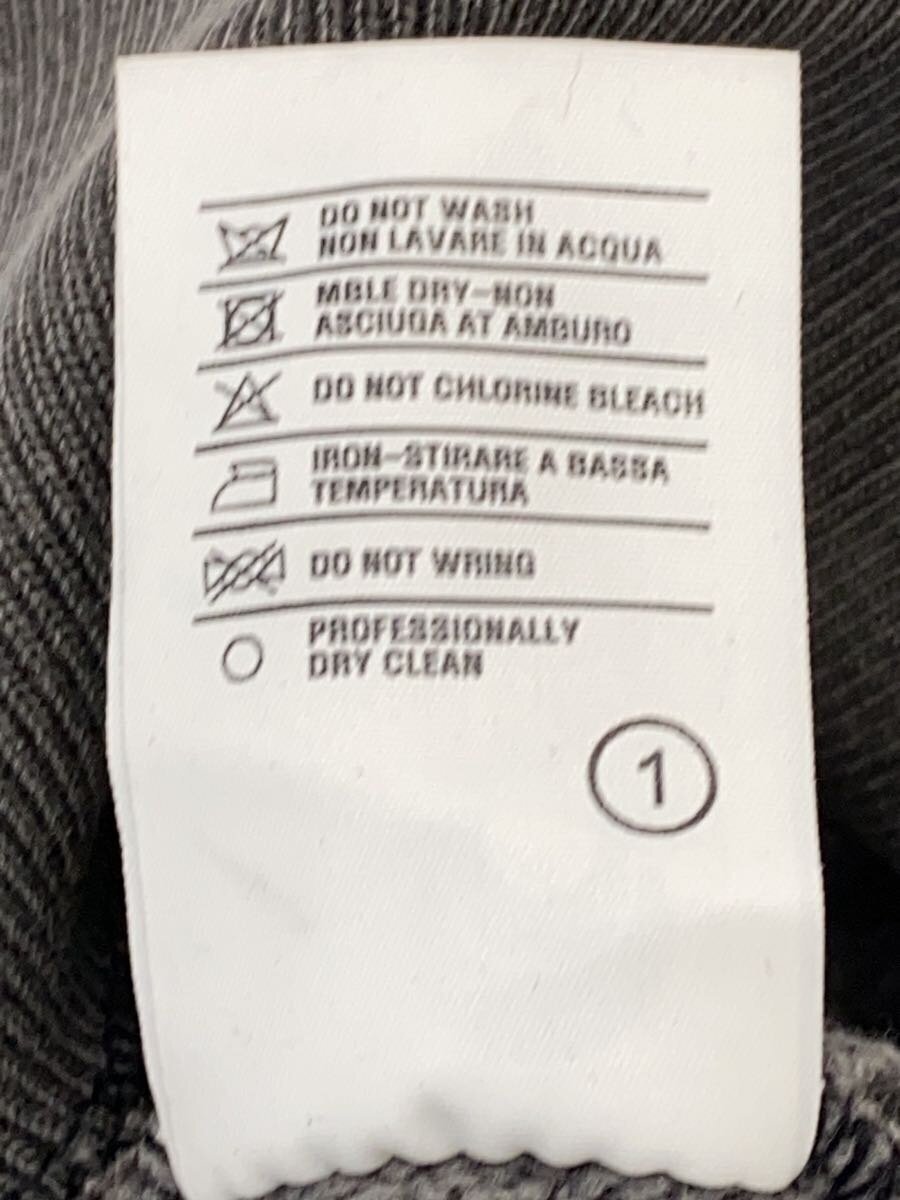 DO NOT WASH
NON LAVARE IN ACQUA
MBLE DRY-NON
ASCIUGA AT AMBURO
DO NOT CHLORINE BLEACH
IRON-STIRARE A BASSA
TEMPERATURA
DO NOT WRING
PROFESSIONALLY
DRY CLEAN
1